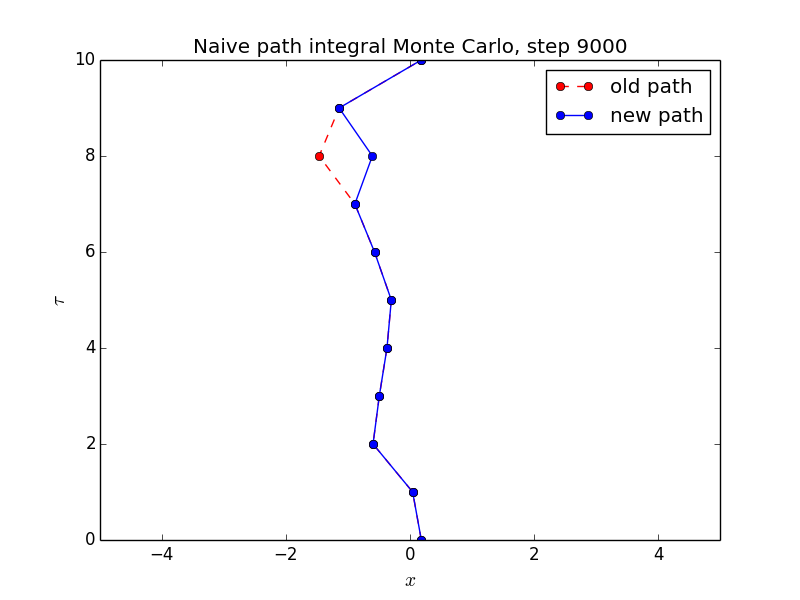 Naive path integral Monte Carlo, step 9000
old path
new path
10
8
6
4
2
0
τ
−4
−2
0
2
4
x